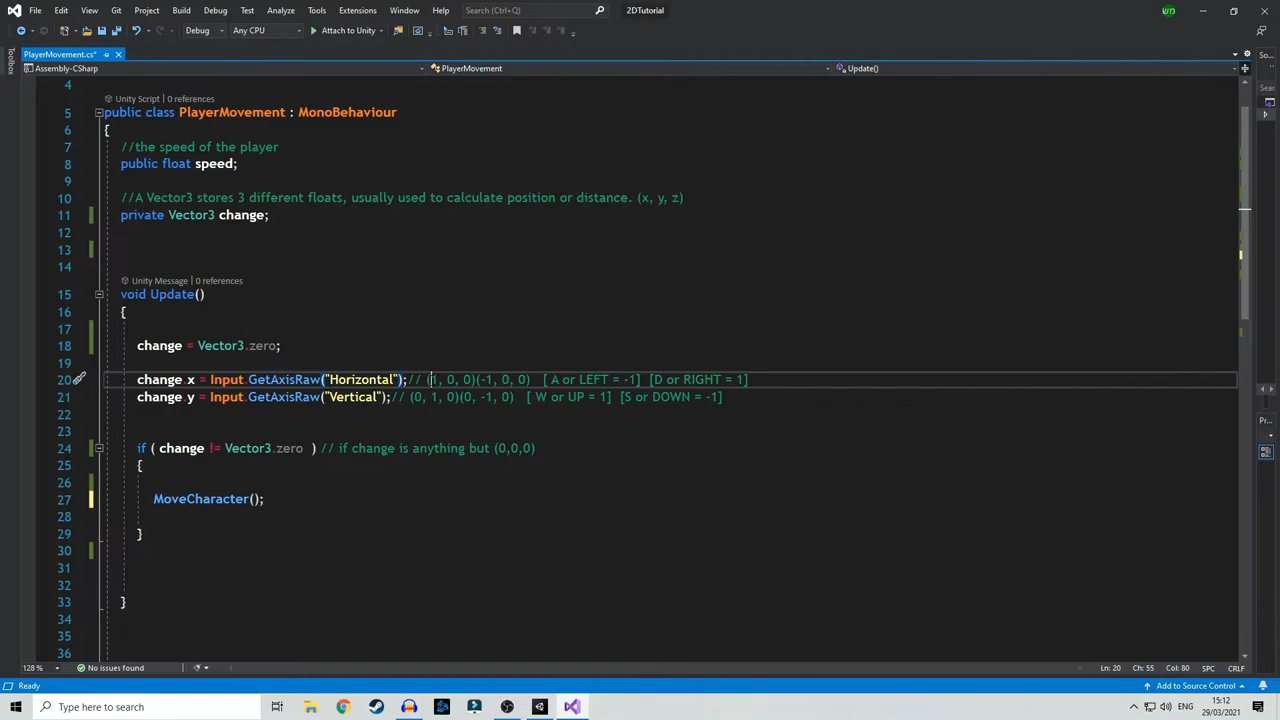 File Edit View Git Project Build Debug Test Analyze Tools Extensions Window Help Search (Ctrl+Q) 2DTutorial
Debug Any CPU Attach to Unity
PlayerMovement.cs*
Toolbox
Assembly-CSharp PlayerMovement Update()
4
Unity Script | 0 references
5 public class PlayerMovement : MonoBehaviour
6 {
7 //the speed of the player
8 public float speed;
9
10 //A Vector3 stores 3 different floats, usually used to calculate position or distance. (x, y, z)
11 private Vector3 change;
12
13
14
Unity Message | 0 references
15 void Update()
16 {
17
18 change = Vector3.zero;
19
20 change.x = Input.GetAxisRaw("Horizontal");// (1, 0, 0)(-1, 0, 0) [ A or LEFT = -1] [D or RIGHT = 1]
21 change.y = Input.GetAxisRaw("Vertical");// (0, 1, 0)(0, -1, 0) [ W or UP = 1] [S or DOWN = -1]
22
23
24 if ( change != Vector3.zero ) // if change is anything but (0,0,0)
25 {
26
27 MoveCharacter();
28
29 }
30
31
32
33 }
34
35
36
128 % No issues found Ln: 20 Ch: 55 Col: 80 SPC CRLF
Ready Add to Source Control
Type here to search ENG 15:12
29/03/2021